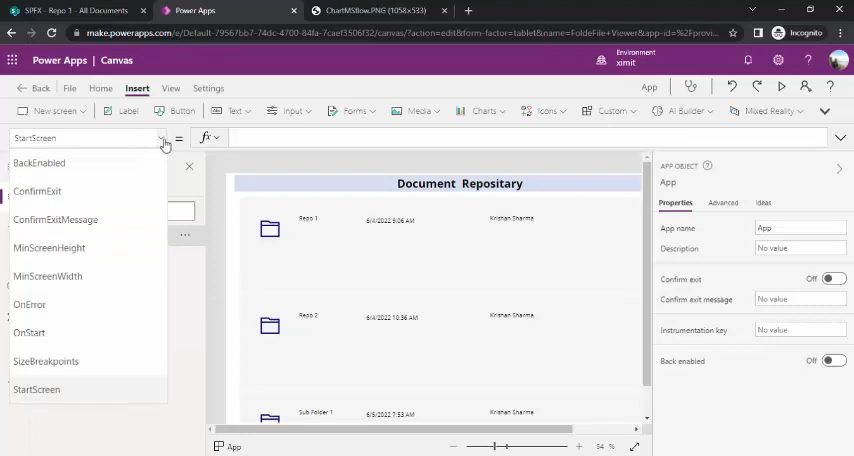 SPEX - Repo 1 - All Documents
Power Apps
ChartMSflow.PNG (1058×533)
make.powerapps.com/e/Default-79567bb7-74dc-4700-84fa-7caef3506f32/canvas/?action=edit&form-factor=tablet&name=FoldeFile+Viewer&app-id=%2Fprovi...
Incognito
Power Apps | Canvas
Environment
ximit
Back
File
Home
Insert
View
Settings
App
New screen
Label
Button
Text
Input
Forms
Media
Charts
Icons
Custom
AI Builder
Mixed Reality
StartScreen
=
fx
BackEnabled
ConfirmExit
ConfirmExitMessage
MinScreenHeight
MinScreenWidth
OnError
OnStart
SizeBreakpoints
StartScreen
Document Repositary
Repo 1
6/4/2022 9:06 AM
Krishan Sharma
Repo 2
6/4/2022 10:36 AM
Krishan Sharma
Sub Folder 1
6/5/2022 7:53 AM
Krishan Sharma
App
54 %
APP OBJECT
App
Properties
Advanced
Ideas
App name
App
Description
No value
Confirm exit
Off
Confirm exit message
No value
Instrumentation key
No value
Back enabled
Off